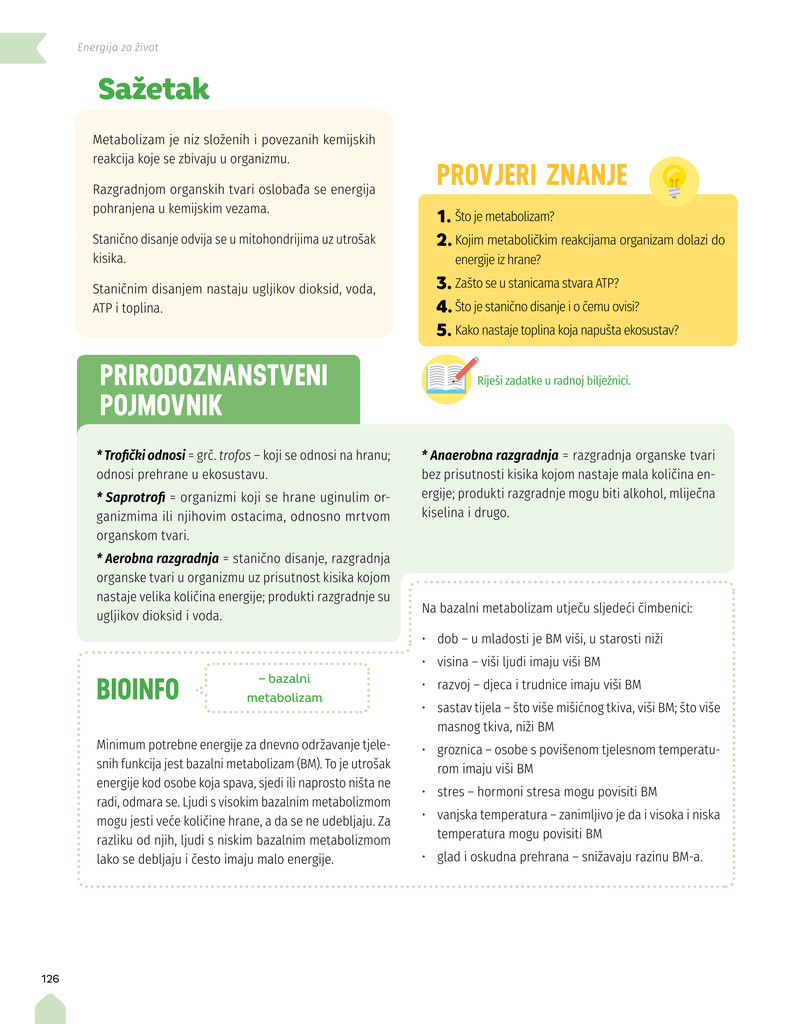 Energija za život
Sažetak
Metabolizam je niz složenih i povezanih kemijskih
reakcija koje se zbivaju u organizmu.
Razgradnjom organskih tvari oslobađa se energija
pohranjena u kemijskim vezama.
Stanično disanje odvija se u mitohondrijima uz utrošak
kisika.
Staničnim disanjem nastaju ugljikov dioksid, voda,
ATP i toplina.
PROVJERI ZNANJE
1. Što je metabolizam?
2. Kojim metaboličkim reakcijama organizam dolazi do
energije iz hrane?
3. Zašto se u stanicama stvara ATP?
4. Što je stanično disanje i o čemu ovisi?
5. Kako nastaje toplina koja napušta ekosustav?
Riješi zadatke u radnoj bilježnici.
PRIRODOZNANSTVENI
POJMOVNIK
* Trofički odnosi = grč. trofos – koji se odnosi na hranu;
odnosi prehrane u ekosustavu.
* Saprotrofi = organizmi koji se hrane uginulim or-
ganizmima ili njihovim ostacima, odnosno mrtvom
organskom tvari.
* Aerobna razgradnja = stanično disanje, razgradnja
organske tvari u organizmu uz prisutnost kisika kojom
nastaje velika količina energije; produkti razgradnje su
ugljikov dioksid i voda.
* Anaerobna razgradnja = razgradnja organske tvari
bez prisutnosti kisika kojom nastaje mala količina en-
ergije; produkti razgradnje mogu biti alkohol, mliječna
kiselina i drugo.
BIOINFO
– bazalni
metabolizam
Minimum potrebne energije za dnevno održavanje tjele-
snih funkcija jest bazalni metabolizam (BM). To je utrošak
energije kod osobe koja spava, sjedi ili naprosto ništa ne
radi, odmara se. Ljudi s visokim bazalnim metabolizmom
mogu jesti veće količine hrane, a da se ne udebljaju. Za
razliku od njih, ljudi s niskim bazalnim metabolizmom
lako se debljaju i često imaju malo energije.
Na bazalni metabolizam utječu sljedeći čimbenici:
• dob – u mladosti je BM viši, u starosti niži
• visina – viši ljudi imaju viši BM
• razvoj – djeca i trudnice imaju viši BM
• sastav tijela – što više mišićnog tkiva, viši BM; što više
masnog tkiva, niži BM
• groznica – osobe s povišenom tjelesnom temperatu-
rom imaju viši BM
• stres – hormoni stresa mogu povisiti BM
• vanjska temperatura – zanimljivo je da i visoka i niska
temperatura mogu povisiti BM
• glad i oskudna prehrana – snižavaju razinu BM-a.
126